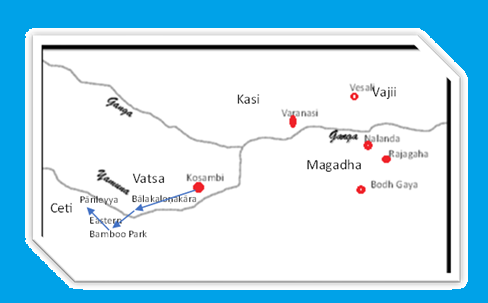 Vesali
Vajii
Kasi
Ganga
Varanasi
Ganga
Nalanda
Magadha
Rajagaha
Yamuna
Vatsa
Kosambi
Bodh Gaya
Ceti
Parileyya
Bālakaloṇakāra
Eastern
Bamboo Park